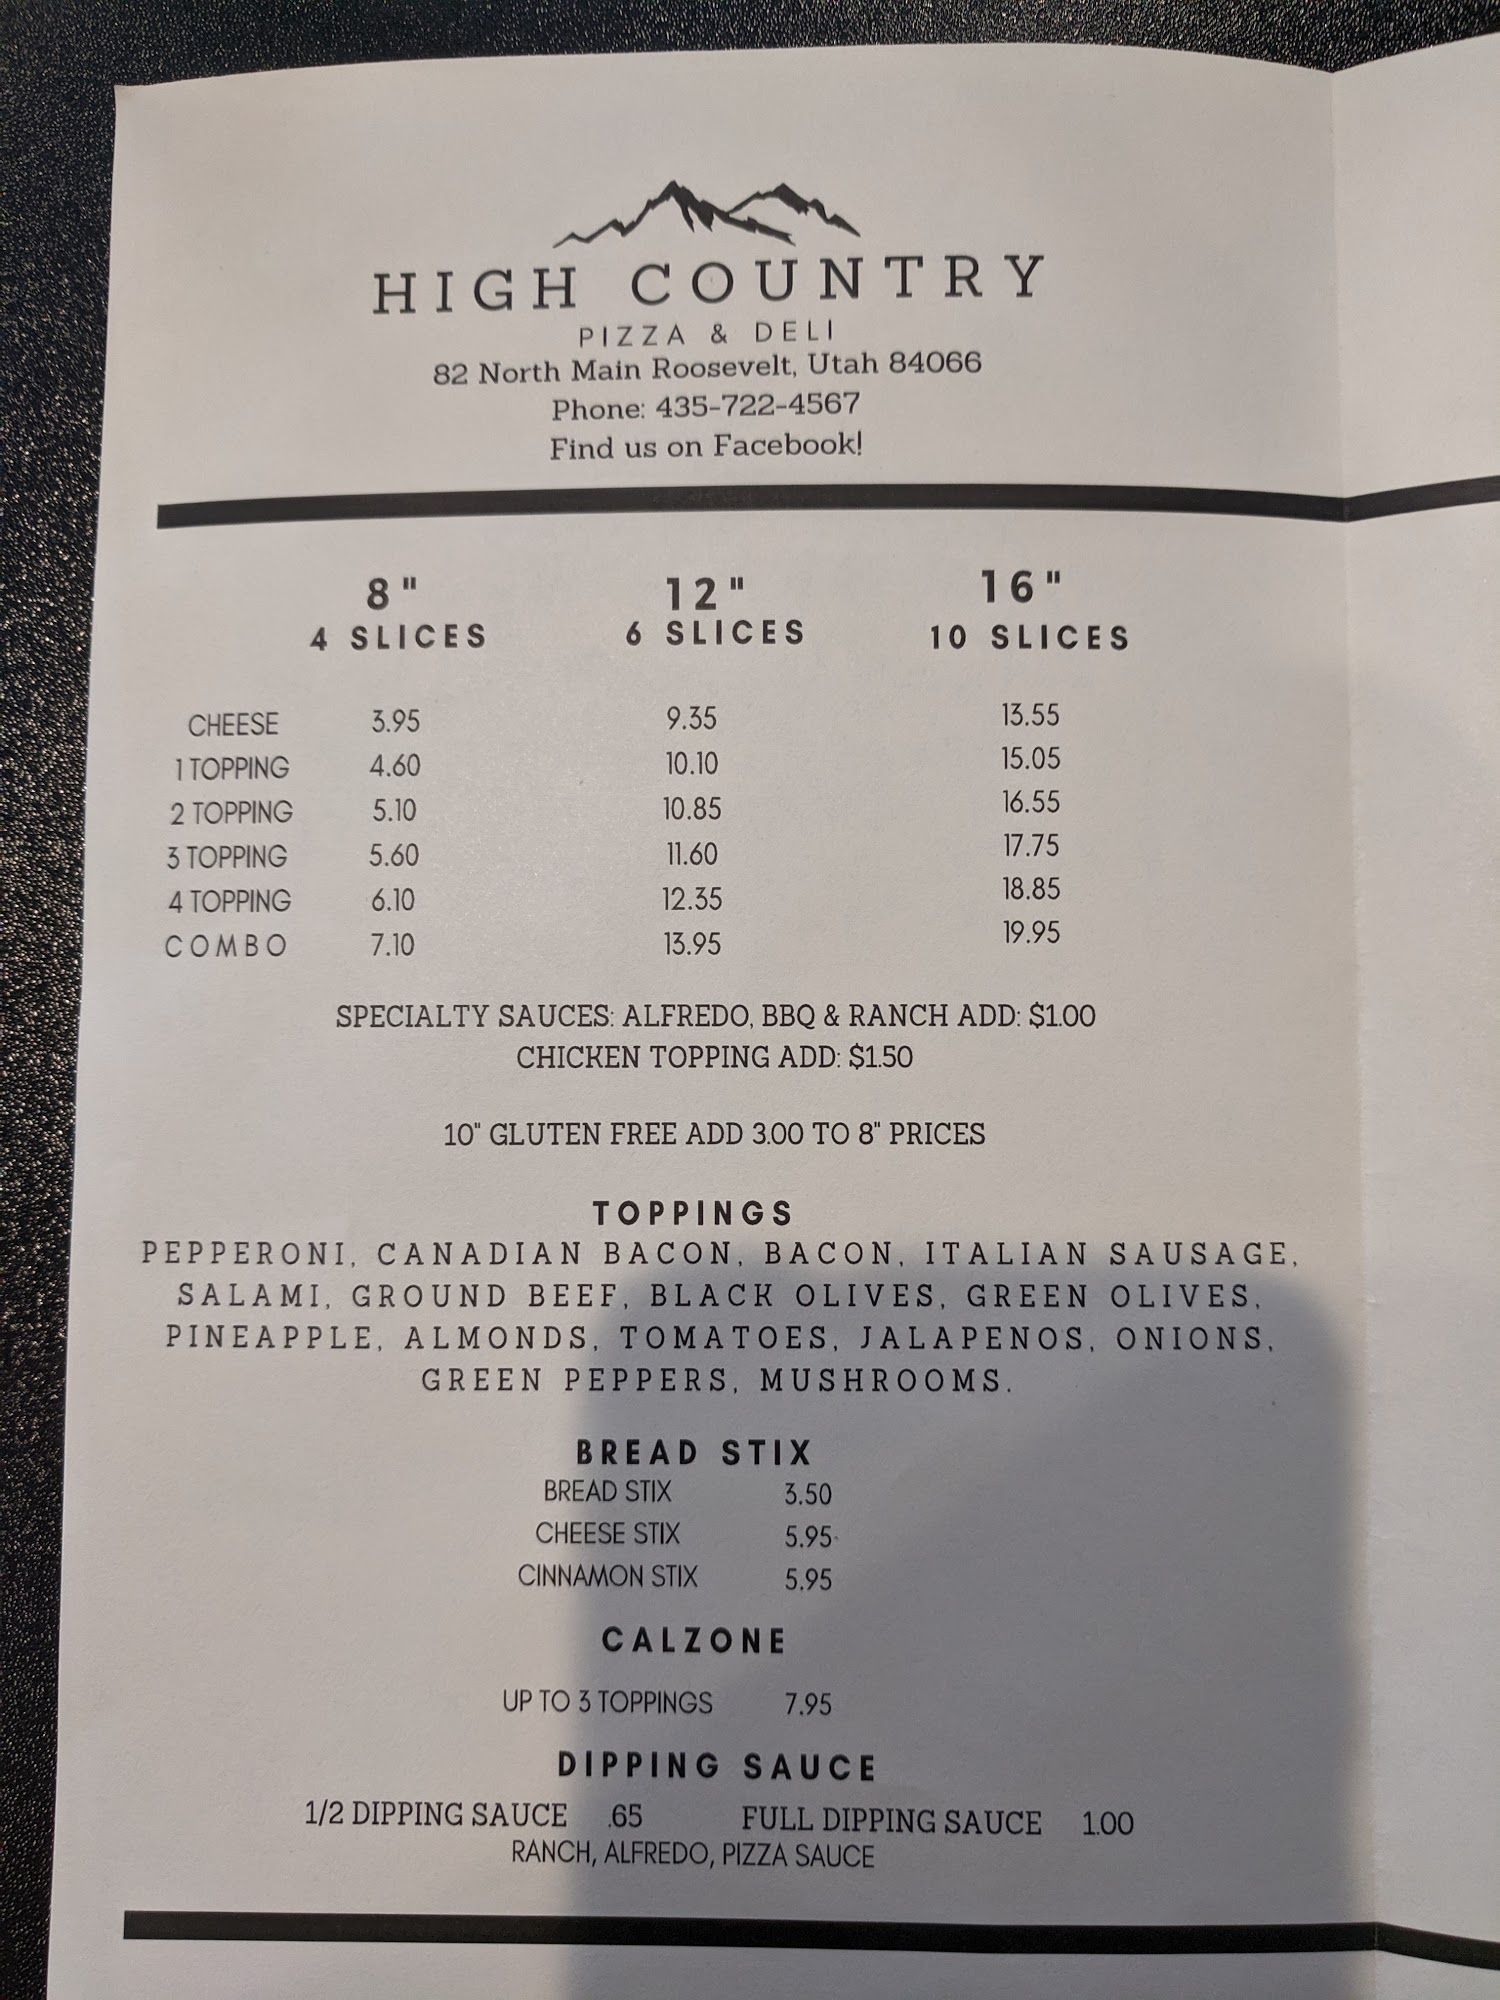 HIGH COUNTRY
PIZZA & DELI
82 North Main Roosevelt, Utah 84066
Phone: 435-722-4567
Find us on Facebook!
8" 12" 16"
4 SLICES 6 SLICES 10 SLICES
CHEESE 3.95 9.35 13.55
1 TOPPING 4.60 10.10 15.05
2 TOPPING 5.10 10.85 16.55
3 TOPPING 5.60 11.60 17.75
4 TOPPING 6.10 12.35 18.85
COMBO 7.10 13.95 19.95
SPECIALTY SAUCES: ALFREDO, BBQ & RANCH ADD: $1.00
CHICKEN TOPPING ADD: $1.50
10" GLUTEN FREE ADD 3.00 TO 8" PRICES
TOPPINGS
PEPPERONI, CANADIAN BACON, BACON, ITALIAN SAUSAGE,
SALAMI, GROUND BEEF, BLACK OLIVES, GREEN OLIVES,
PINEAPPLE, ALMONDS, TOMATOES, JALAPENOS, ONIONS,
GREEN PEPPERS, MUSHROOMS.
BREAD STIX
BREAD STIX 3.50
CHEESE STIX 5.95
CINNAMON STIX 5.95
CALZONE
UP TO 3 TOPPINGS 7.95
DIPPING SAUCE
1/2 DIPPING SAUCE .65 FULL DIPPING SAUCE 1.00
RANCH, ALFREDO, PIZZA SAUCE